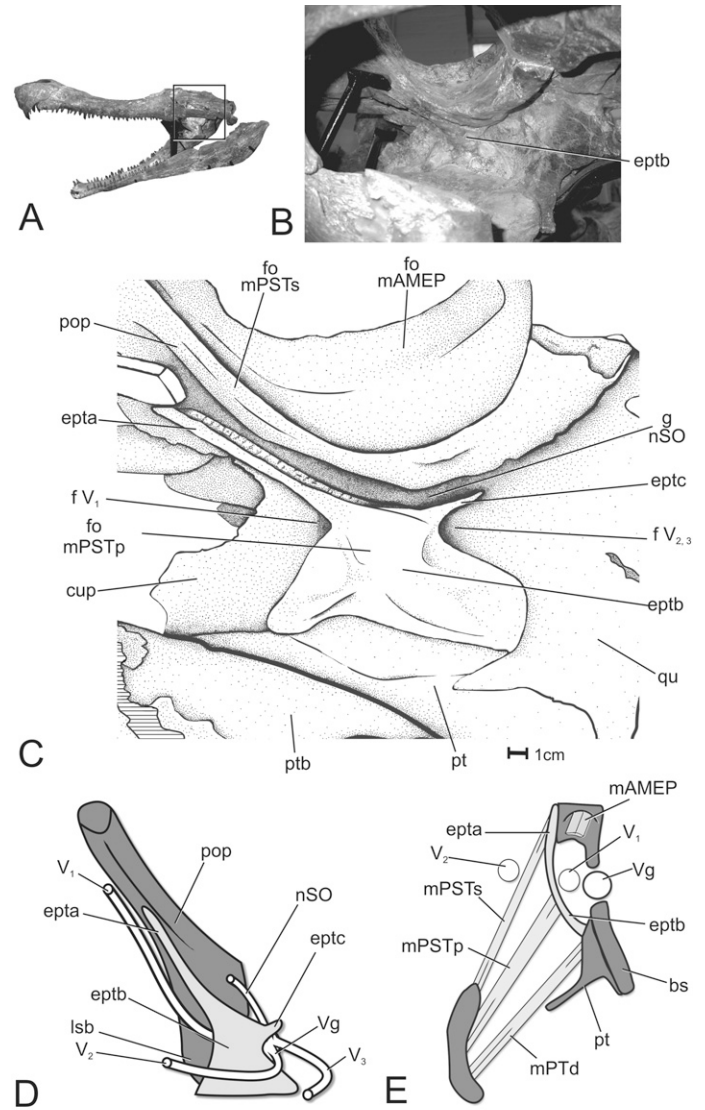 A
B
eptb
fo
mPSTs
fo
mAMEP
pop
epta
g
nSO
eptc
f V1
f V2, 3
fo
mPSTp
cup
eptb
qu
ptb
pt
1cm
C
V1
pop
epta
nSO
eptc
eptb
Vg
lsb
V2
V3
D
mAMEP
epta
V1
V2
Vg
mPSTs
eptb
mPSTp
bs
pt
mPTd
E